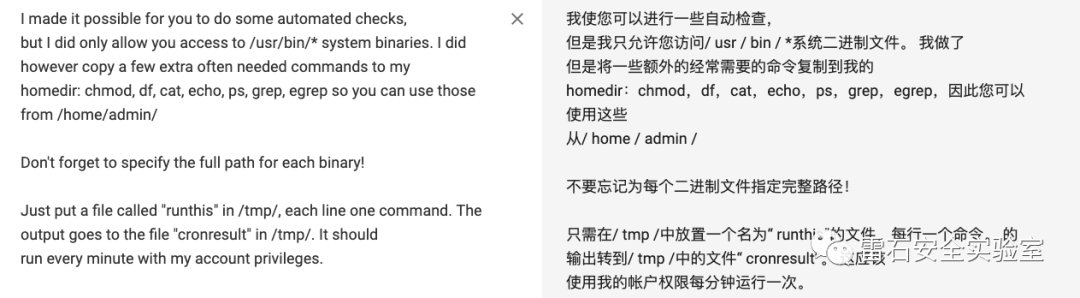 I made it possible for you to do some automated checks,
but I did only allow you access to /usr/bin/* system binaries. I did
however copy a few extra often needed commands to my
homedir: chmod, df, cat, echo, ps, grep, egrep so you can use those
from /home/admin/
Don't forget to specify the full path for each binary!
Just put a file called "runthis" in /tmp/, each line one command. The
output goes to the file "cronresult" in /tmp/. It should
run every minute with my account privileges.
我使您可以进行一些自动检查，
但是我只允许您访问/ usr / bin / *系统二进制文件。 我做了
但是将一些额外的经常需要的命令复制到我的
homedir：chmod，df，cat，echo，ps，grep，egrep，因此您可以
使用这些
从/ home / admin /
不要忘记为每个二进制文件指定完整路径！
只需在/ tmp /中放置一个名为" runthis"的文件，每行一个命令。 的
输出转到/ tmp /中的文件" cronresult"。
使用我的帐户权限每分钟运行一次。
雷石安全实验室